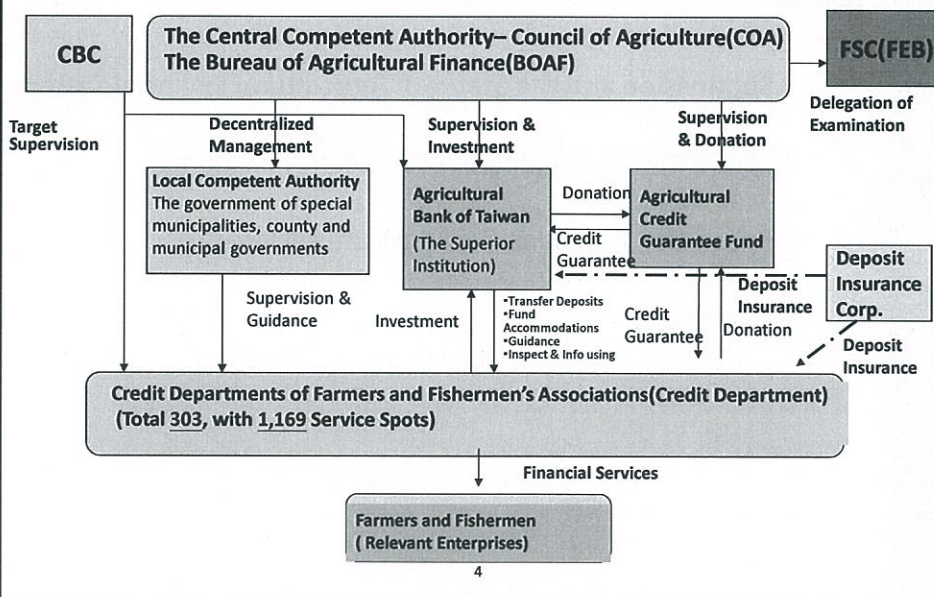 CBC
The Central Competent Authority– Council of Agriculture(COA)
The Bureau of Agricultural Finance(BOAF)
FSC(FEB)
Delegation of
Examination
Target
Supervision
Decentralized
Management
Supervision &
Investment
Supervision
& Donation
Local Competent Authority
The government of special
municipalities, county and
municipal governments
Agricultural
Bank of Taiwan
(The Superior
Institution)
Donation
Credit
Guarantee
Agricultural
Credit
Guarantee Fund
Deposit
Insurance
Corp.
Supervision &
Guidance
Investment
•Transfer Deposits
•Fund
Accommodations
•Guidance
•Inspect & Info using
Credit
Guarantee
Deposit
Insurance
Donation
Deposit
Insurance
Credit Departments of Farmers and Fishermen's Associations(Credit Department)
(Total 303, with 1,169 Service Spots)
Financial Services
Farmers and Fishermen
( Relevant Enterprises)
4